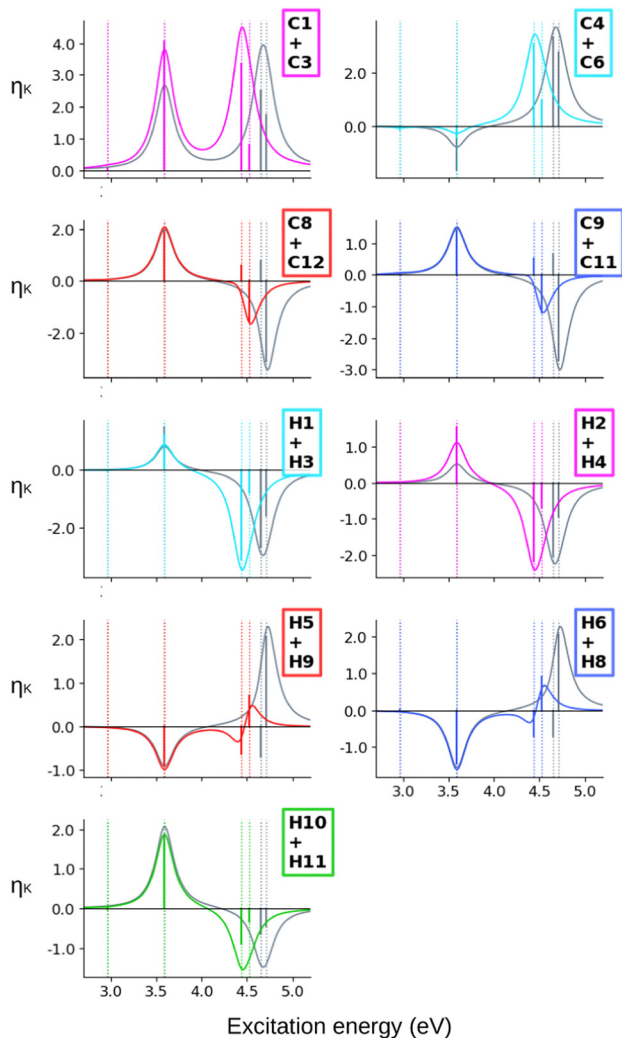 C1
+
C3
ηK
4.0
3.0
2.0
1.0
0.0
C4
+
C6
2.0
0.0
C8
+
C12
ηK
2.0
0.0
-2.0
C9
+
C11
1.0
0.0
-1.0
-2.0
-3.0
H1
+
H3
ηK
0.0
-2.0
H2
+
H4
1.0
0.0
-1.0
-2.0
H5
+
H9
ηK
2.0
1.0
0.0
-1.0
H6
+
H8
2.0
1.0
0.0
-1.0
3.0 3.5 4.0 4.5 5.0
H10
+
H11
ηK
2.0
1.0
0.0
-1.0
3.0 3.5 4.0 4.5 5.0
Excitation energy (eV)